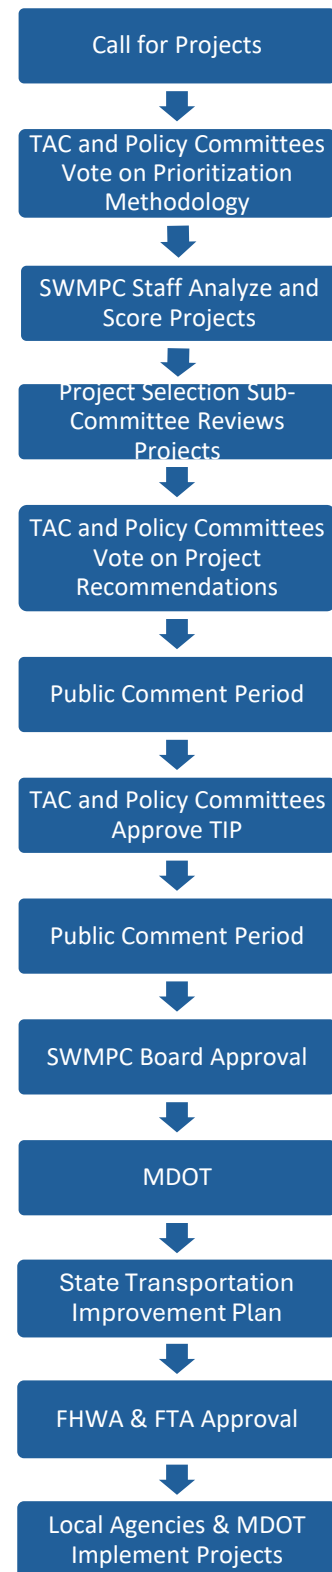 Call for Projects
TAC and Policy Committees
Vote on Prioritization
Methodology
SWMPC Staff Analyze and
Score Projects
Project Selection Sub-
Committee Reviews
Projects
TAC and Policy Committees
Vote on Project
Recommendations
Public Comment Period
TAC and Policy Committees
Approve TIP
Public Comment Period
SWMPC Board Approval
MDOT
State Transportation
Improvement Plan
FHWA & FTA Approval
Local Agencies & MDOT
Implement Projects